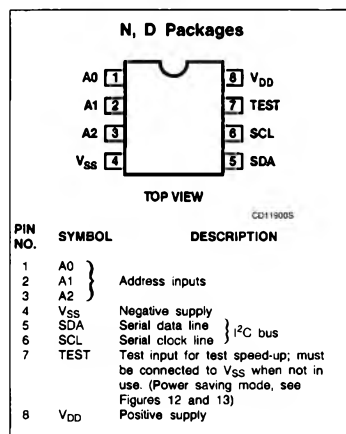 N, D Packages
A0 1
8 VDD
A1 2
7 TEST
A2 3
6 SCL
VSS 4
5 SDA
TOP VIEW
CD11900S
PIN NO. SYMBOL DESCRIPTION
1 A0
2 A1 Address inputs
3 A2
4 VSS Negative supply
5 SDA Serial data line
I²C bus
6 SCL Serial clock line
7 TEST Test input for test speed-up; must
be connected to VSS when not in
use. (Power saving mode, see
Figures 12 and 13)
8 VDD Positive supply